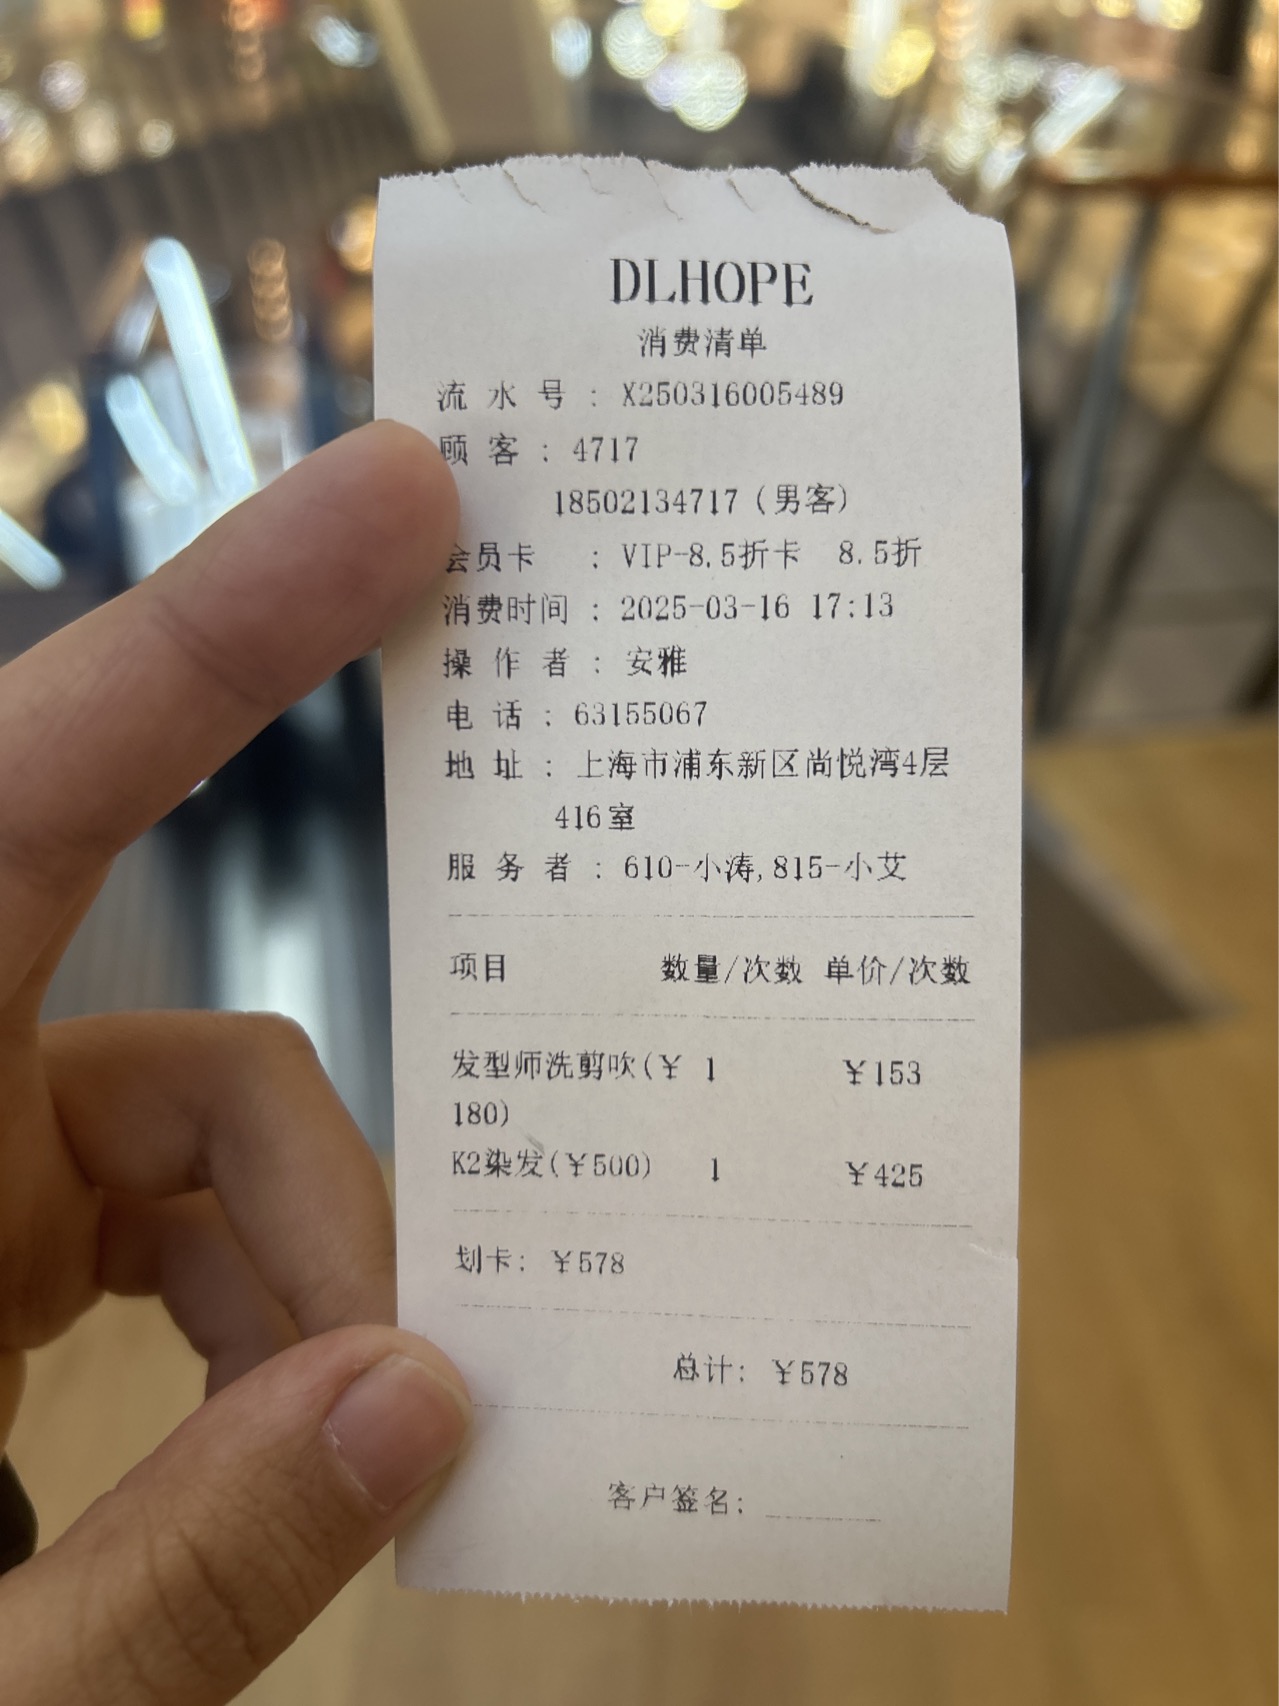 DLHOPE
消费清单
流 水 号 : X250316005489
顾 客 : 4717
18502134717 (男客)
会员卡 : VIP-8.5折卡 8.5折
消费时间 : 2025-03-16 17:13
操 作 者 : 安雅
电 话 : 63155067
地 址 : 上海市浦东新区尚悦湾4层
416室
服 务 者 : 610-小涛,815-小艾
项目 数量/次数 单价/次数
发型师洗剪吹(¥ 1 ¥153
180)
K2染发(¥500) 1 ¥425
划卡: ¥578
总计: ¥578
客户签名: